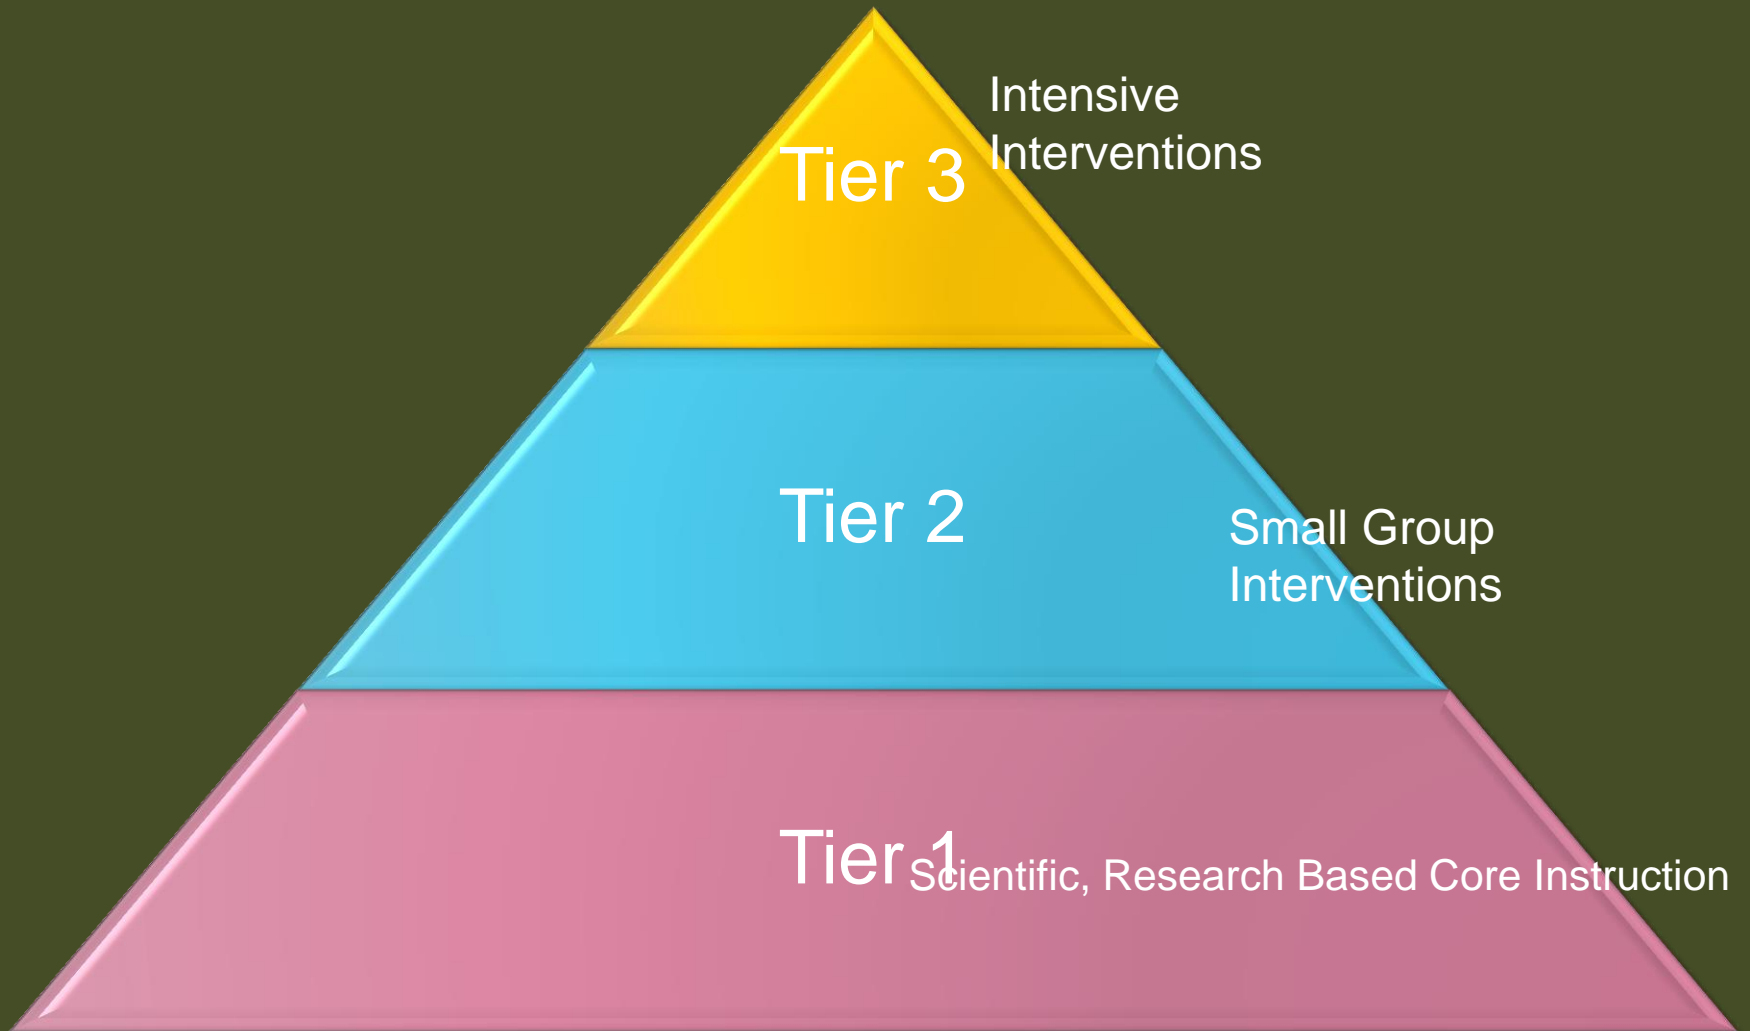 Tier 3
Intensive
Interventions
Tier 2
Small Group
Interventions
Tier 1
Scientific, Research Based Core Instruction